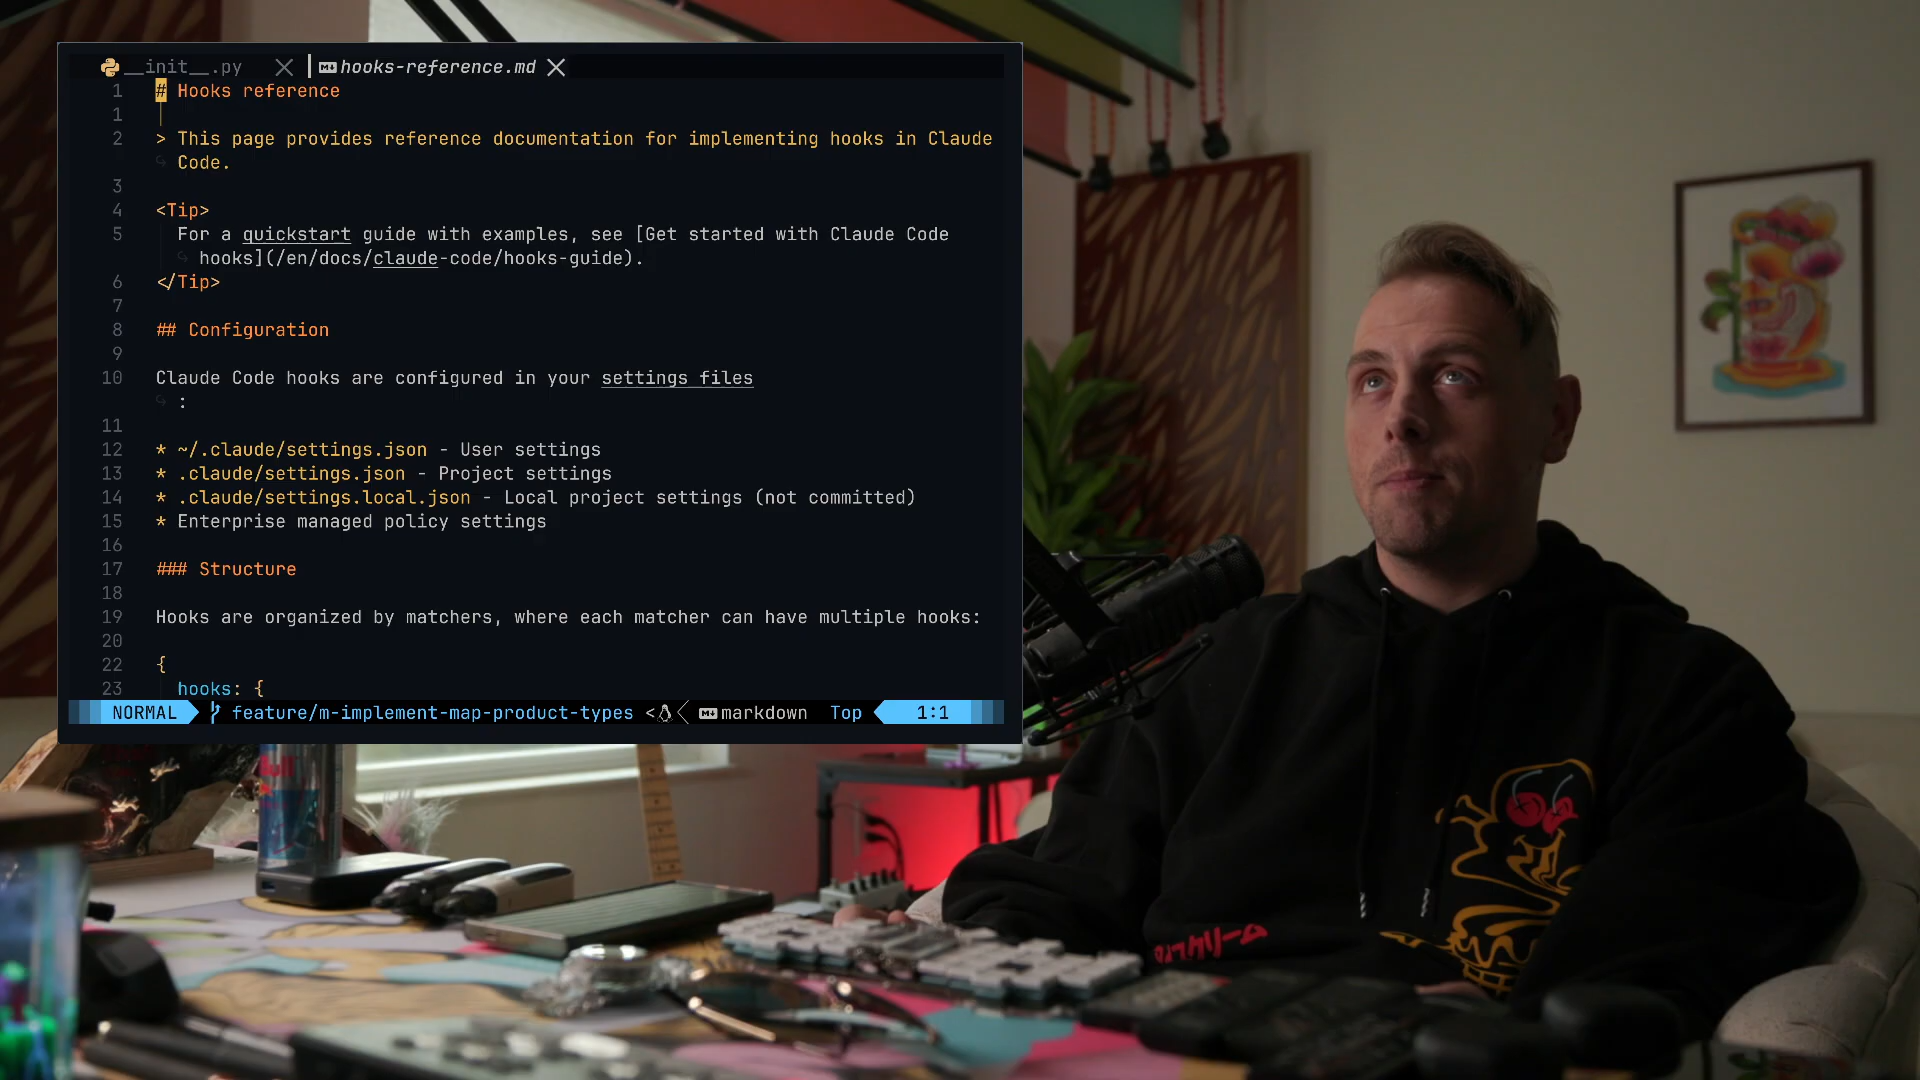 __init__.py hooks-reference.md
1 # Hooks reference
1
2 > This page provides reference documentation for implementing hooks in Claude
Code.
3
4 <Tip>
5 For a quickstart guide with examples, see [Get started with Claude Code
hooks](/en/docs/claude-code/hooks-guide).
6 </Tip>
7
8 ## Configuration
9
10 Claude Code hooks are configured in your settings files
:
11
12 * ~/.claude/settings.json - User settings
13 * .claude/settings.json - Project settings
14 * .claude/settings.local.json - Local project settings (not committed)
15 * Enterprise managed policy settings
16
17 ### Structure
18
19 Hooks are organized by matchers, where each matcher can have multiple hooks:
20
22 {
23 hooks: {
NORMAL feature/m-implement-map-product-types < markdown Top 1:1